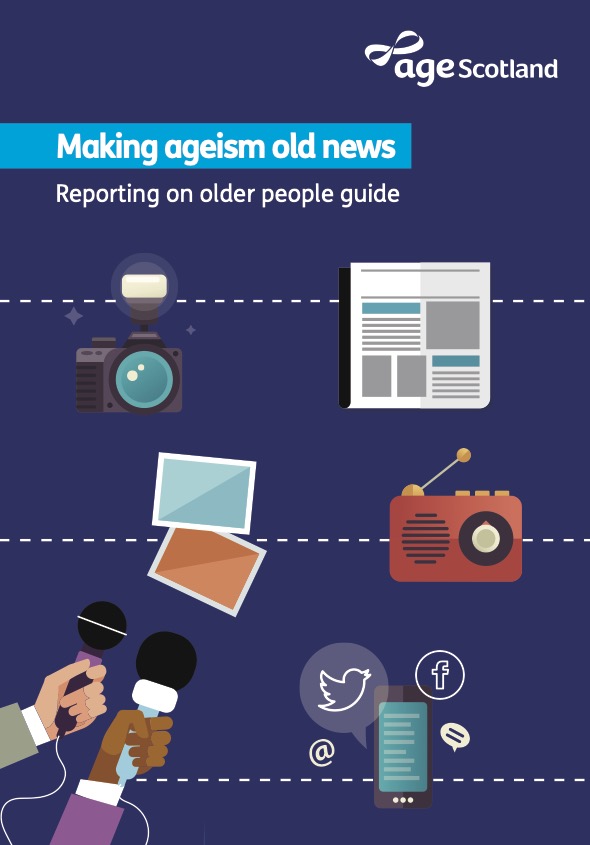 age Scotland
Making ageism old news
Reporting on older people guide
f
@